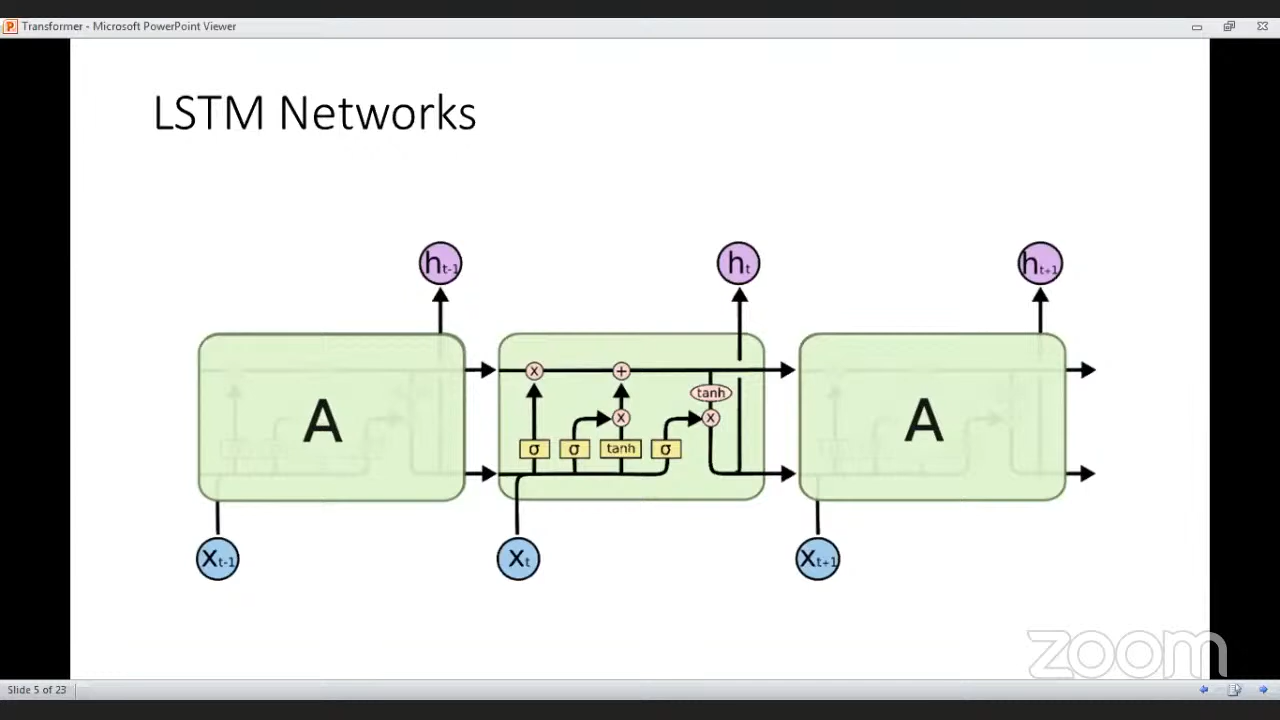 Transformer - Microsoft PowerPoint Viewer
LSTM Networks
ht-1 ht ht+1
A x + tanh x x σ σ tanh σ A
xt-1 xt xt+1
zoom
Slide 5 of 23